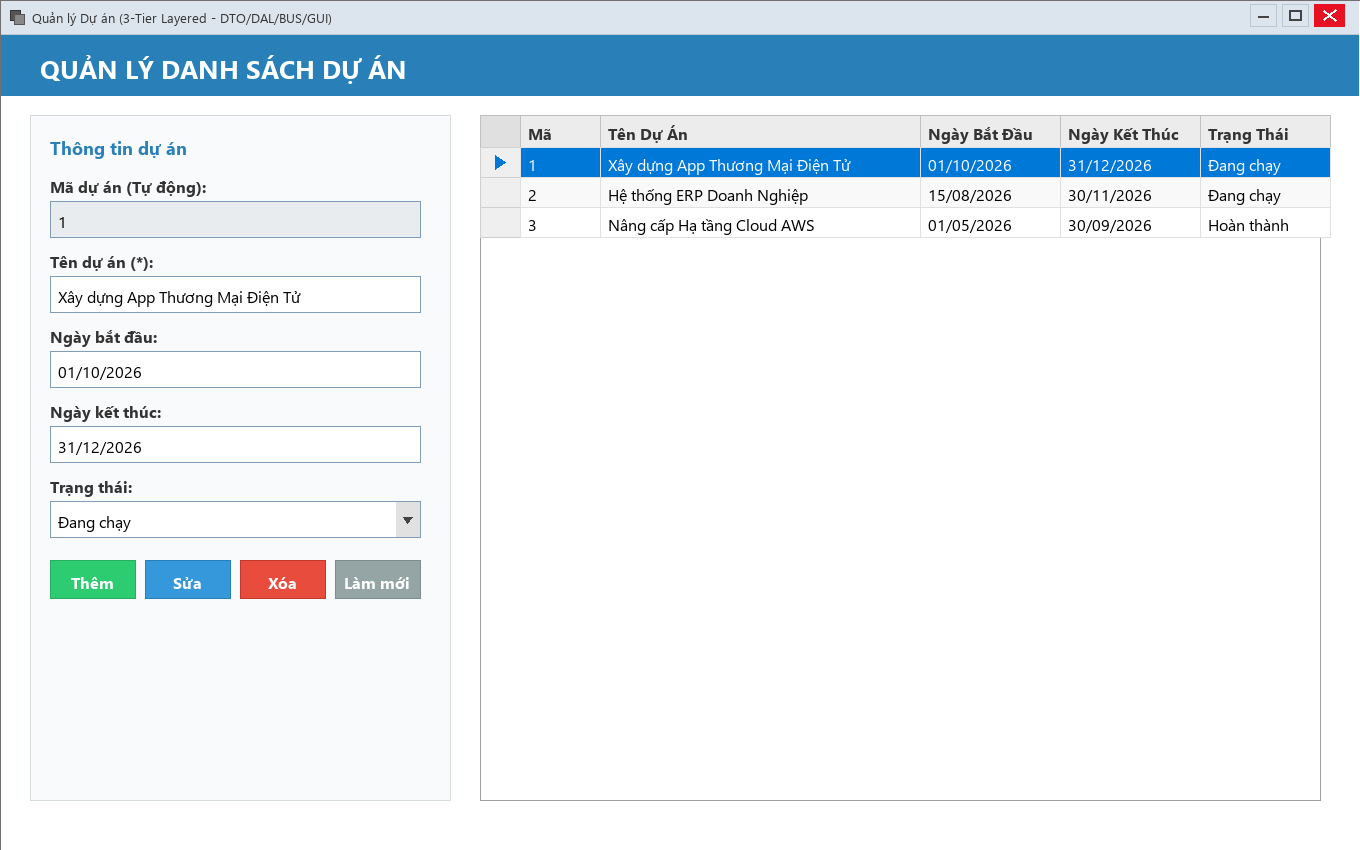 Quản lý Dự án (3-Tier Layered - DTO/DAL/BUS/GUI)
QUẢN LÝ DANH SÁCH DỰ ÁN
Thông tin dự án
Mã dự án (Tự động):
1
Tên dự án (*):
Xây dựng App Thương Mại Điện Tử
Ngày bắt đầu:
01/10/2026
Ngày kết thúc:
31/12/2026
Trạng thái:
Đang chạy
Thêm Sửa Xóa Làm mới
Mã Tên Dự Án Ngày Bắt Đầu Ngày Kết Thúc Trạng Thái
1 Xây dựng App Thương Mại Điện Tử 01/10/2026 31/12/2026 Đang chạy
2 Hệ thống ERP Doanh Nghiệp 15/08/2026 30/11/2026 Đang chạy
3 Nâng cấp Hạ tầng Cloud AWS 01/05/2026 30/09/2026 Hoàn thành